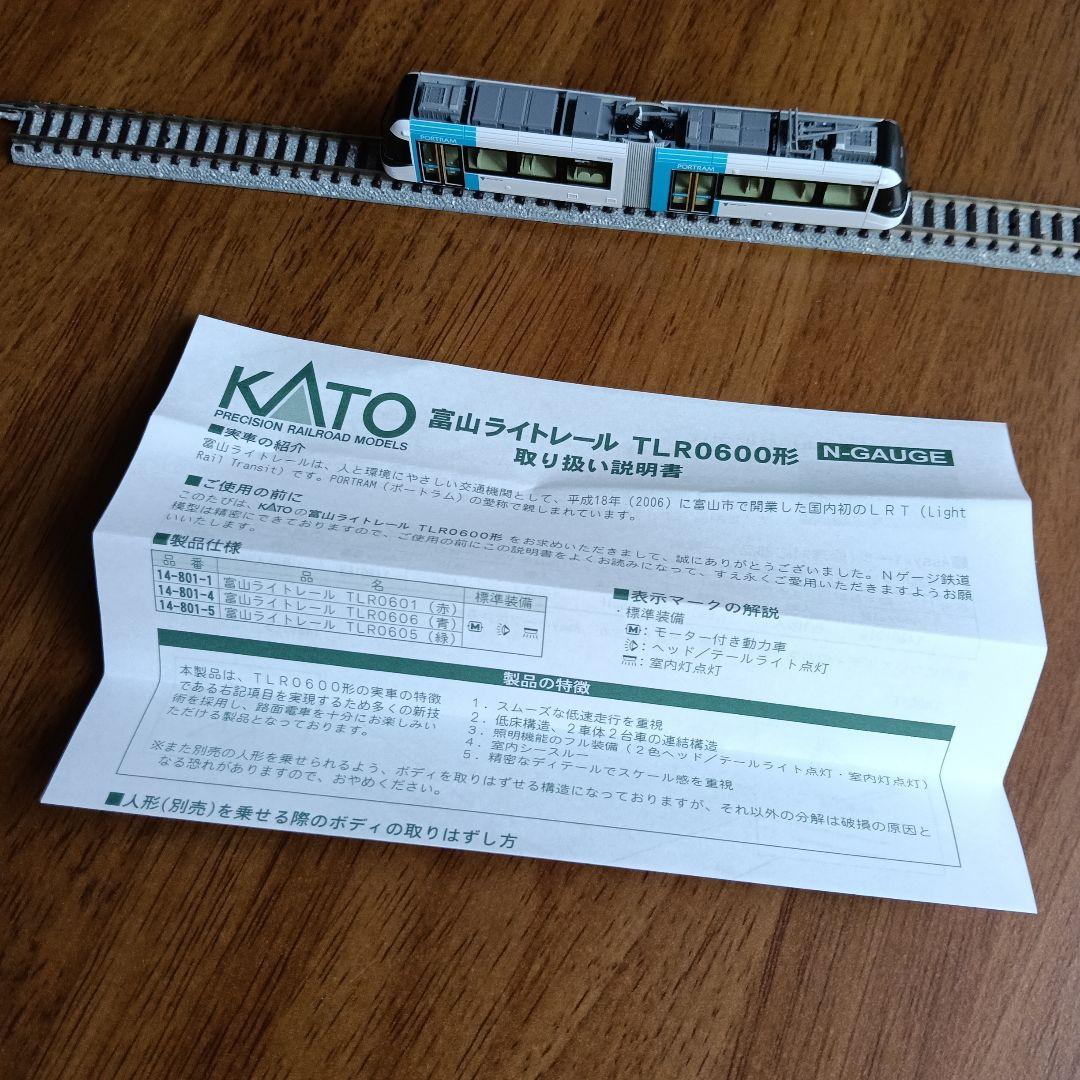 PORTRAM
PORTRAM
KATO
PRECISION RAILROAD MODELS
富山ライトレール TLR0600形
取り扱い説明書
N-GAUGE
■実車の紹介
富山ライトレールは、人と環境にやさしい交通機関として、平成18年(2006)に富山市で開業した国内初のLRT(Light
Rail Transit)です。PORTRAM(ポートラム)の愛称で親しまれています。
■ご使用の前に
このたびは、KATOの富山ライトレール TLR0600形 をお求めいただきまして、誠にありがとうございました。Nゲージ鉄道
模型は精密にできておりますので、ご使用の前にこの説明書をよくお読みになって、すえ永くご愛用いただきますようお願
いいたします。
■製品仕様
品 番 品 名 標準装備
14-801-1 富山ライトレール TLR0601(赤)
14-801-4 富山ライトレール TLR0606(青)
14-801-5 富山ライトレール TLR0605(緑)
M
■表示マークの解説
・標準装備
M:モーター付き動力車
:ヘッド/テールライト点灯
:室内灯点灯
製品の特徴
本製品は、TLR0600形の実車の特徴
である右記項目を実現するため多くの新技
術を採用し、路面電車を十分にお楽しみい
ただける製品となっております。
1.スムーズな低速走行を重視
2.低床構造、2車体2台車の連結構造
3.照明機能のフル装備(2色ヘッド/テールライト点灯・室内灯点灯)
4.室内シースルー
5.精密なディテールでスケール感を重視
※また別売の人形を乗せられるよう、ボディを取りはずせる構造になっておりますが、それ以外の分解は破損の原因と
なる恐れがありますので、おやめください。
■人形(別売)を乗せる際のボディの取りはずし方